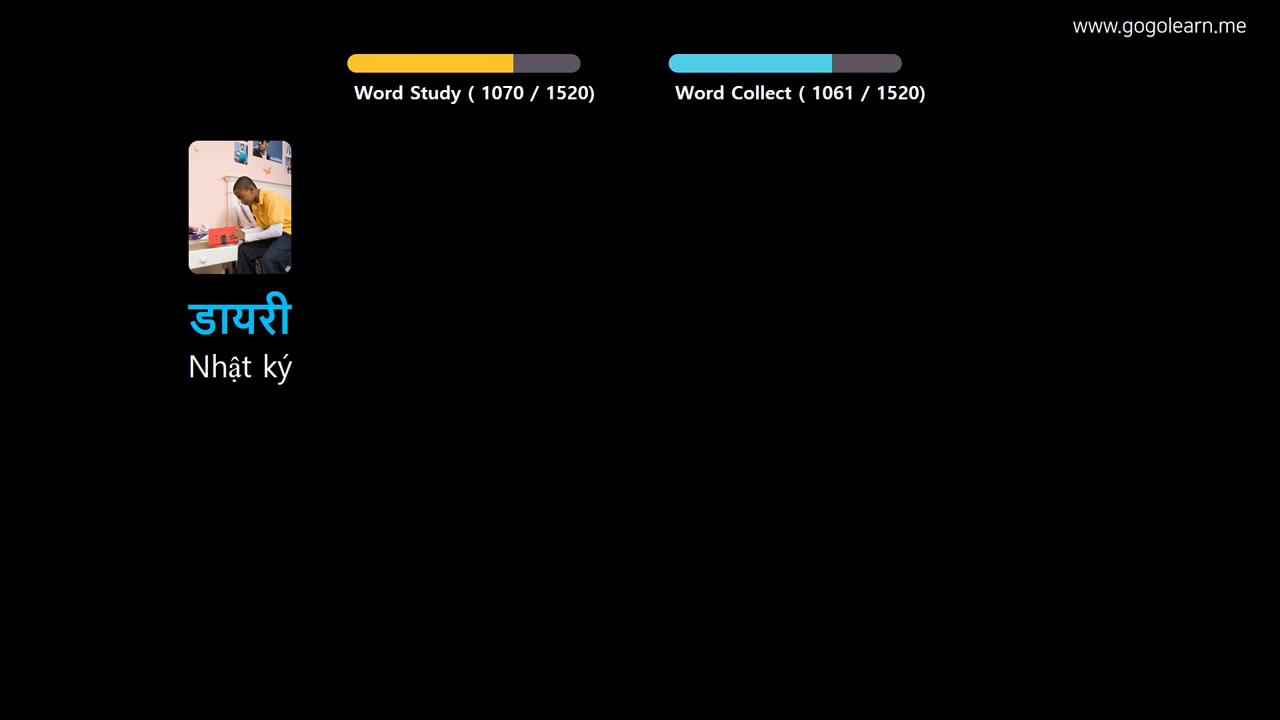 www.gogolearn.me
Word Study ( 1070 / 1520)
Word Collect ( 1061 / 1520)
डायरी
Nhật ký